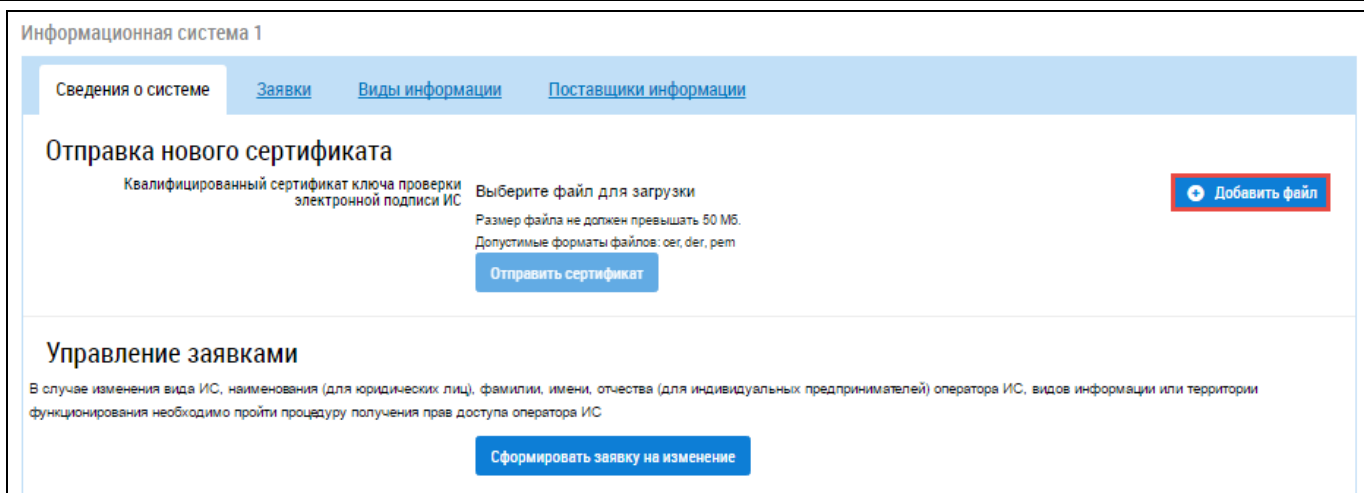 Информационная система 1
Сведения о системе Заявки Виды информации Поставщики информации
Отправка нового сертификата
Квалифицированный сертификат ключа проверки
электронной подписи ИС
Выберите файл для загрузки
Добавить файл
Размер файла не должен превышать 50 Мб.
Допустимые форматы файлов: cer, der, pem
Отправить сертификат
Управление заявками
В случае изменения вида ИС, наименования (для юридических лиц), фамилии, имени, отчества (для индивидуальных предпринимателей) оператора ИС, видов информации или территории
функционирования необходимо пройти процедуру получения прав доступа оператора ИС
Сформировать заявку на изменение